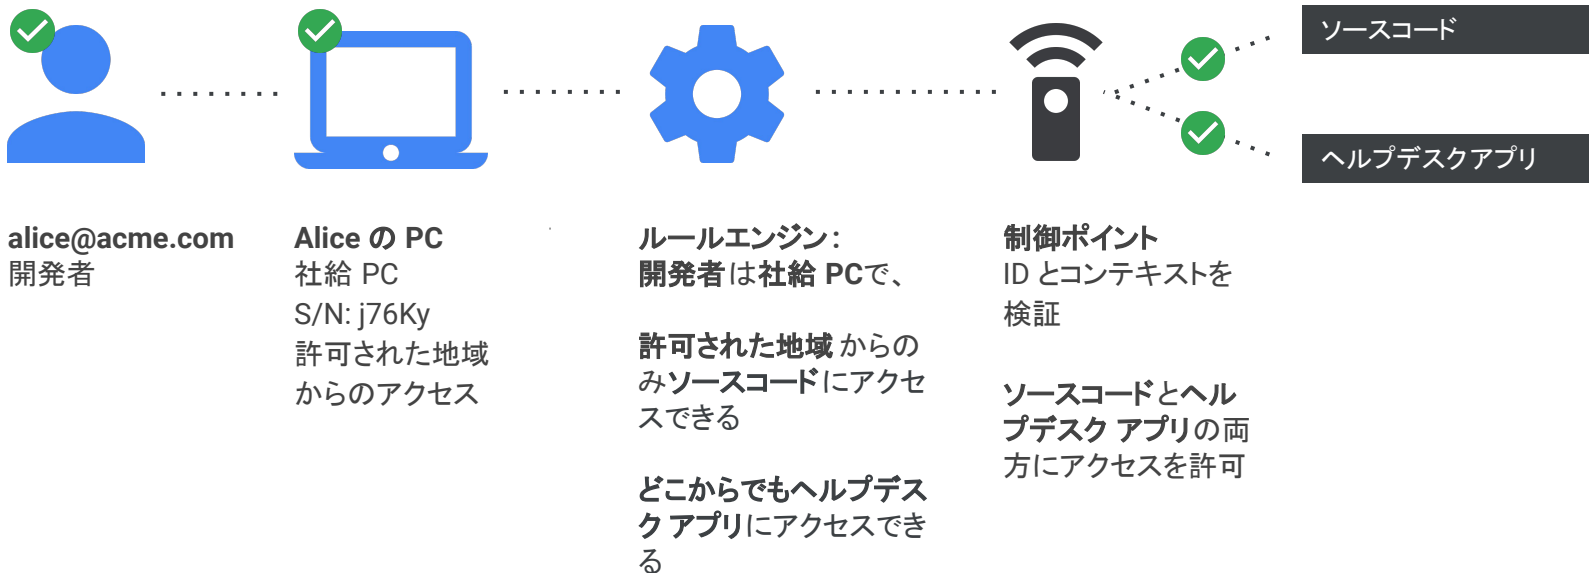 ソースコード
ヘルプデスクアプリ
alice@acme.com
開発者
Alice の PC
社給 PC
S/N: j76Ky
許可された地域
からのアクセス
ルールエンジン：
開発者は社給 PCで、
許可された地域 からの
みソースコードにアクセ
スできる
どこからでもヘルプデス
ク アプリにアクセスでき
る
制御ポイント
ID とコンテキストを
検証
ソースコードとヘル
プデスク アプリの両
方にアクセスを許可